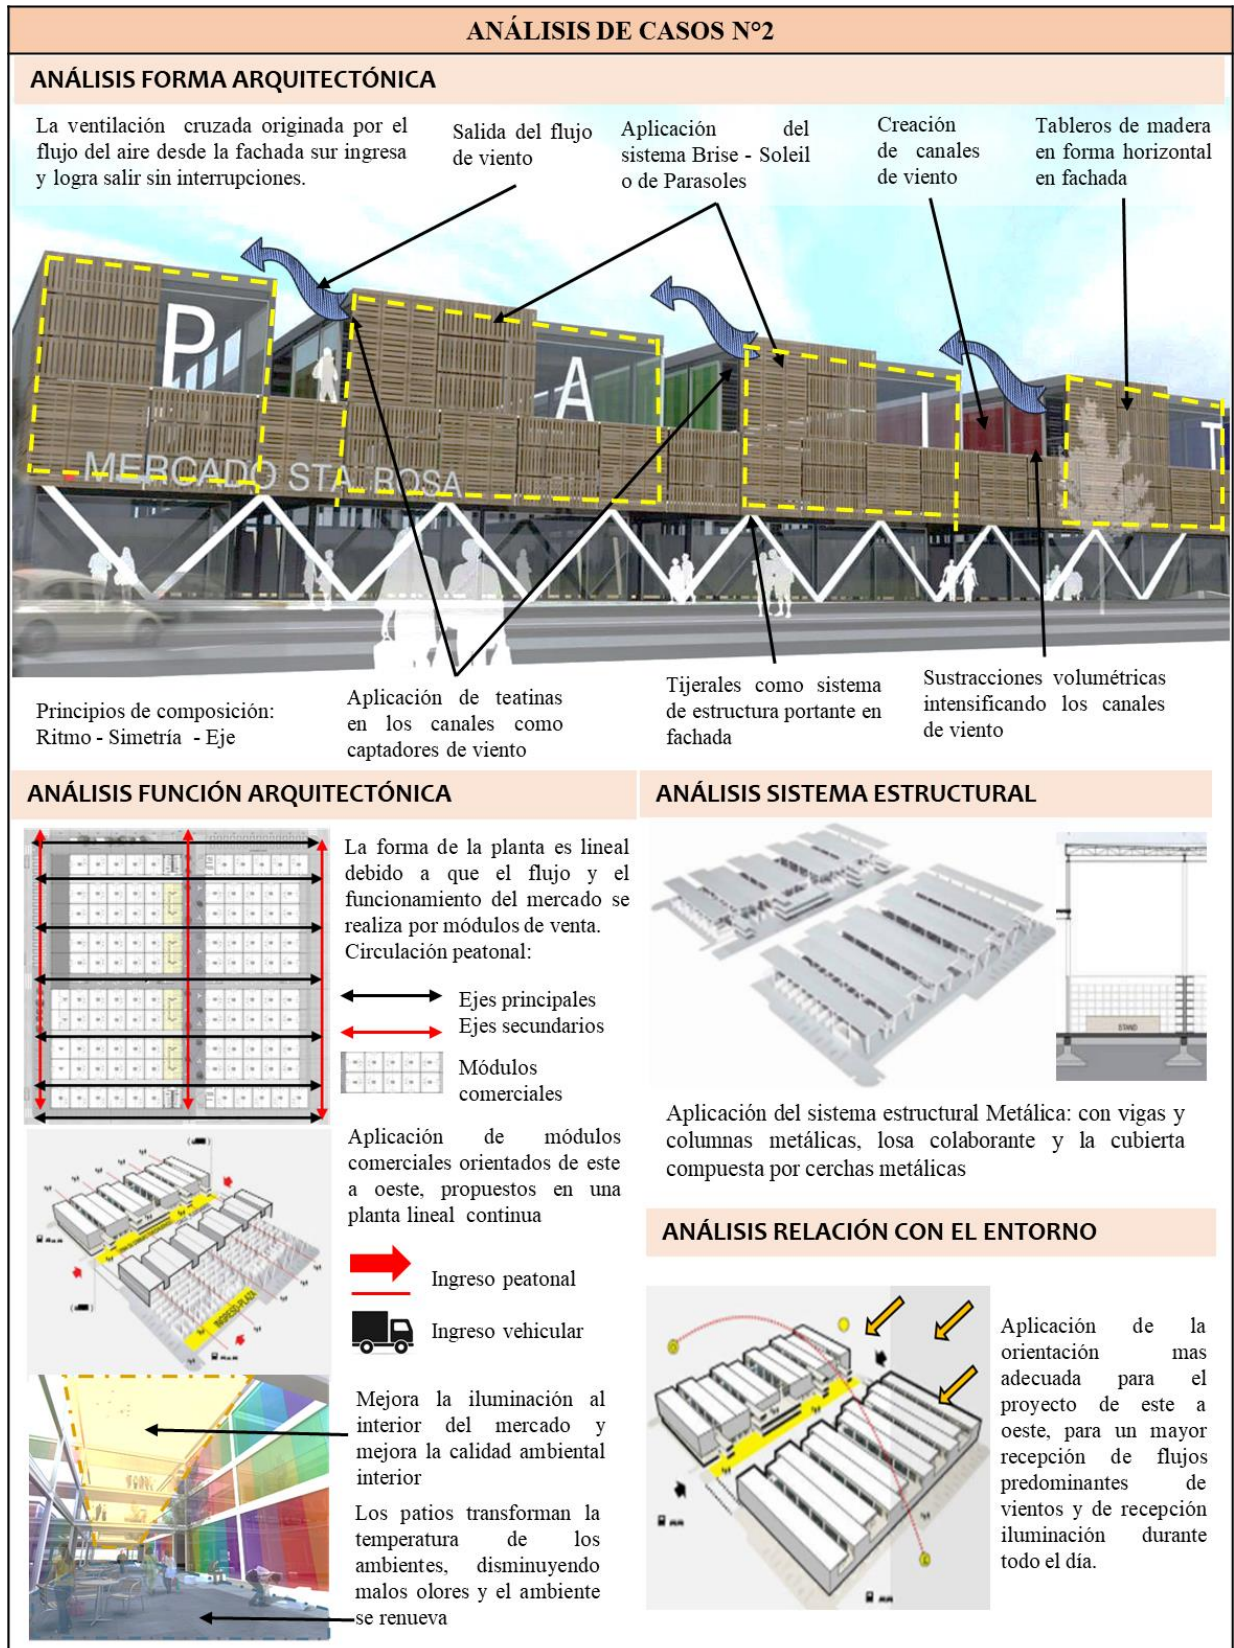 ANÁLISIS DE CASOS N°2
ANÁLISIS FORMA ARQUITECTÓNICA
La ventilación cruzada originada por el
flujo del aire desde la fachada sur ingresa
y logra salir sin interrupciones.
Salida del flujo
de viento
Aplicación del
sistema Brise - Soleil
o de Parasoles
Creación
de canales
de viento
Tableros de madera
en forma horizontal
en fachada
P
A
I
T
MERCADO STA. ROSA
Principios de composición:
Ritmo - Simetría - Eje
Aplicación de teatinas
en los canales como
captadores de viento
Tijerales como sistema
de estructura portante en
fachada
Sustracciones volumétricas
intensificando los canales
de viento
ANÁLISIS FUNCIÓN ARQUITECTÓNICA
La forma de la planta es lineal
debido a que el flujo y el
funcionamiento del mercado se
realiza por módulos de venta.
Circulación peatonal:
Ejes principales
Ejes secundarios
Módulos
comerciales
Aplicación de módulos
comerciales orientados de este
a oeste, propuestos en una
planta lineal continua
INGRESO-PLAZA
Ingreso peatonal
Ingreso vehicular
Mejora la iluminación al
interior del mercado y
mejora la calidad ambiental
interior
Los patios transforman la
temperatura de los
ambientes, disminuyendo
malos olores y el ambiente
se renueva
ANÁLISIS SISTEMA ESTRUCTURAL
STAND
Aplicación del sistema estructural Metálica: con vigas y
columnas metálicas, losa colaborante y la cubierta
compuesta por cerchas metálicas
ANÁLISIS RELACIÓN CON EL ENTORNO
Aplicación de la
orientación mas
adecuada para el
proyecto de este a
oeste, para un mayor
recepción de flujos
predominantes de
vientos y de recepción
iluminación durante
todo el día.